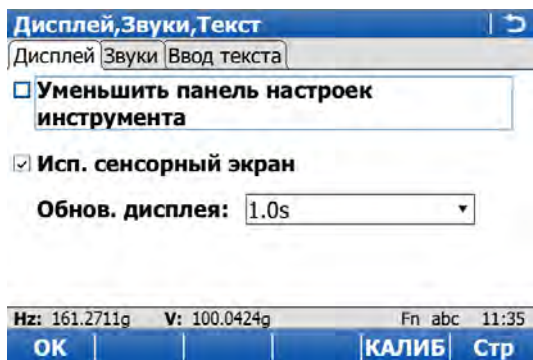 Дисплей,Звуки,Текст
Дисплей Звуки Ввод текста
Уменьшить панель настроек
инструмента
Исп. сенсорный экран
Обнов. дисплея: 1.0s
Hz: 161.2711g V: 100.0424g Fn abc 11:35
OK КАЛИБ Стр